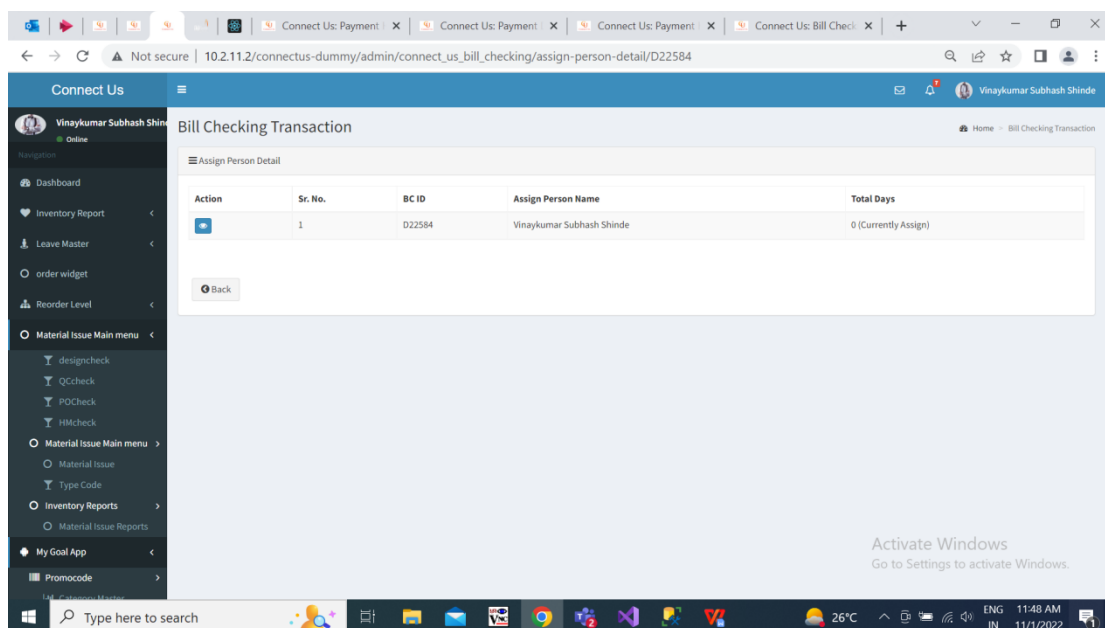 Connect Us: Payment
Connect Us: Payment
Connect Us: Payment
Connect Us: Bill Check
Not secure | 10.2.11.2/connectus-dummy/admin/connect_us_bill_checking/assign-person-detail/D22584
Connect Us
Vinaykumar Subhash Shinde
Vinaykumar Subhash Shin
Online
Bill Checking Transaction
Home > Bill Checking Transaction
Navigation
Assign Person Detail
Dashboard
Action Sr. No. BC ID Assign Person Name Total Days
Inventory Report
1 D22584 Vinaykumar Subhash Shinde 0 (Currently Assign)
Leave Master
order widget
Back
Reorder Level
Material Issue Main menu
designcheck
QCcheck
POCheck
HMcheck
Material Issue Main menu
Material Issue
Type Code
Inventory Reports
Material Issue Reports
My Goal App
Promocode
Category Master
Activate Windows
Go to Settings to activate Windows.
Type here to search
26°C
ENG
IN
11:48 AM
11/1/2022